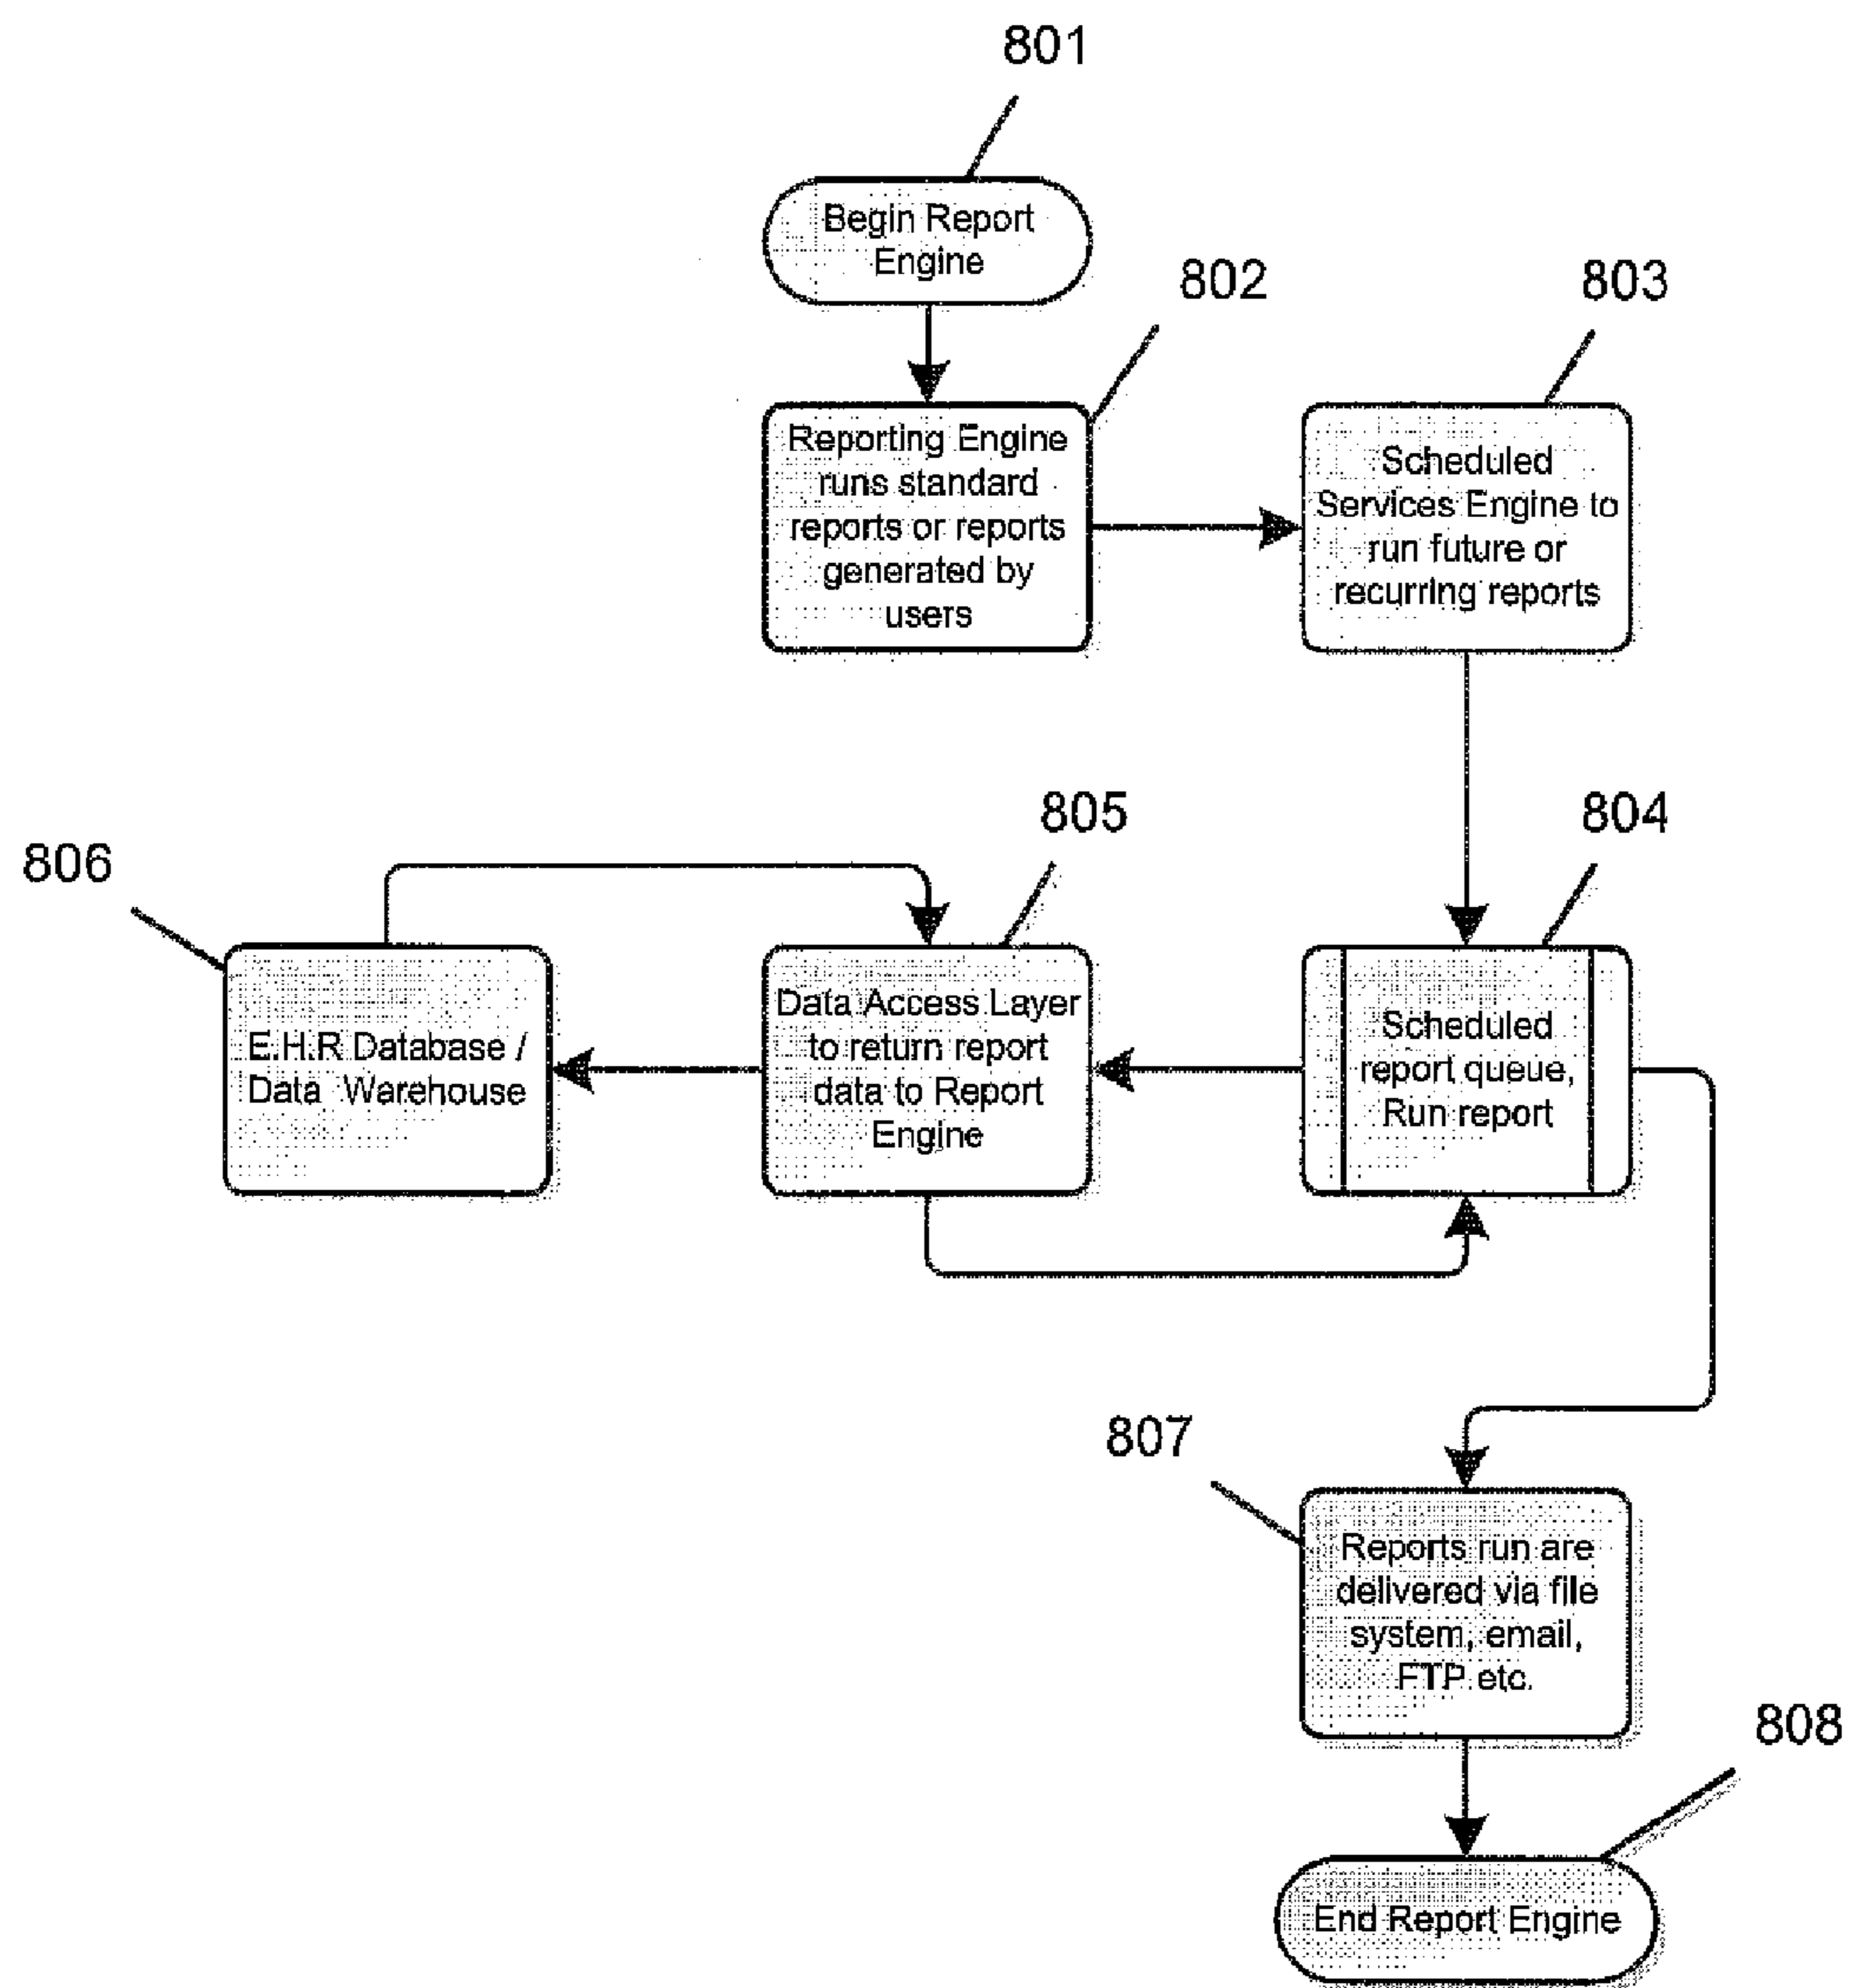 801
Begin Report
Engine
802
803
Reporting Engine
runs standard
reports or reports
generated by
users
Scheduled
Services Engine to
run future or
recurring reports
806
805
804
E.H.R Database /
Data Warehouse
Data Access Layer
to return report
data to Report
Engine
Scheduled
report queue,
Run report
807
Reports run are
delivered via file
system, email,
FTP etc.
808
End Report Engine